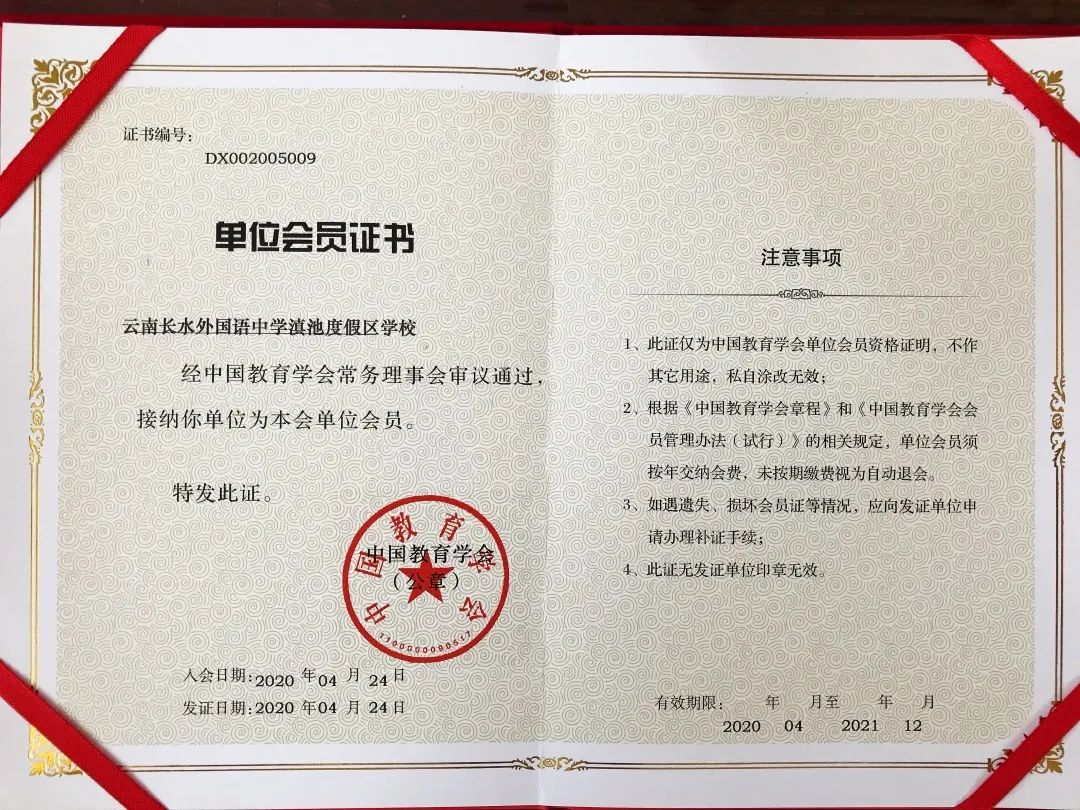 证书编号：
DX002005009
单位会员证书
云南长水外国语中学滇池度假区学校
经中国教育学会常务理事会审议通过，
接纳你单位为本会单位会员。
特发此证。
中国教育学会
中国教育学会
（公章）
1100000090517
入会日期：2020 年 04 月 24 日
发证日期：2020 年 04 月 24 日
注意事项
1、此证仅为中国教育学会单位会员资格证明，不作
其它用途，私自涂改无效；
2、根据《中国教育学会章程》和《中国教育学会会
员管理办法（试行）》的相关规定，单位会员须
按年交纳会费，未按期缴费视为自动退会。
3、如遇遗失、损坏会员证等情况，应向发证单位申
请办理补证手续；
4、此证无发证单位印章无效。
有效期限： 年 月至 年 月
2020 04 2021 12